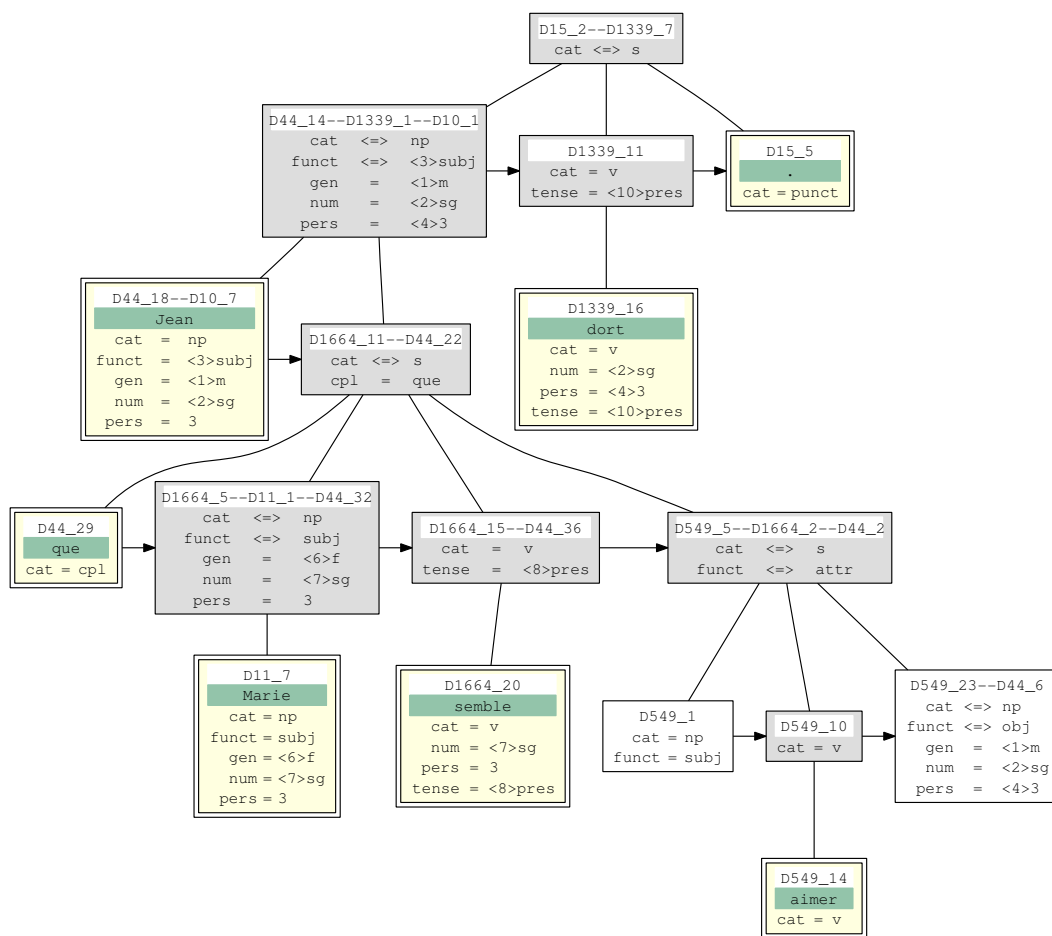 D15_2--D1339_7
cat <=> s
D44_14--D1339_1--D10_1
cat <=> np
funct <=> <3>subj
gen = <1>m
num = <2>sg
pers = <4>3
D1339_11
cat = v
tense = <10>pres
D15_5
.
cat = punct
D44_18--D10_7
Jean
cat = np
funct = <3>subj
gen = <1>m
num = <2>sg
pers = 3
D1664_11--D44_22
cat <=> s
cpl = que
D1339_16
dort
cat = v
num = <2>sg
pers = <4>3
tense = <10>pres
D44_29
que
cat = cpl
D1664_5--D11_1--D44_32
cat <=> np
funct <=> subj
gen = <6>f
num = <7>sg
pers = 3
D1664_15--D44_36
cat = v
tense = <8>pres
D549_5--D1664_2--D44_2
cat <=> s
funct <=> attr
D11_7
Marie
cat = np
funct = subj
gen = <6>f
num = <7>sg
pers = 3
D1664_20
semble
cat = v
num = <7>sg
pers = 3
tense = <8>pres
D549_1
cat = np
funct = subj
D549_10
cat = v
D549_23--D44_6
cat <=> np
funct <=> obj
gen = <1>m
num = <2>sg
pers = <4>3
D549_14
aimer
cat = v